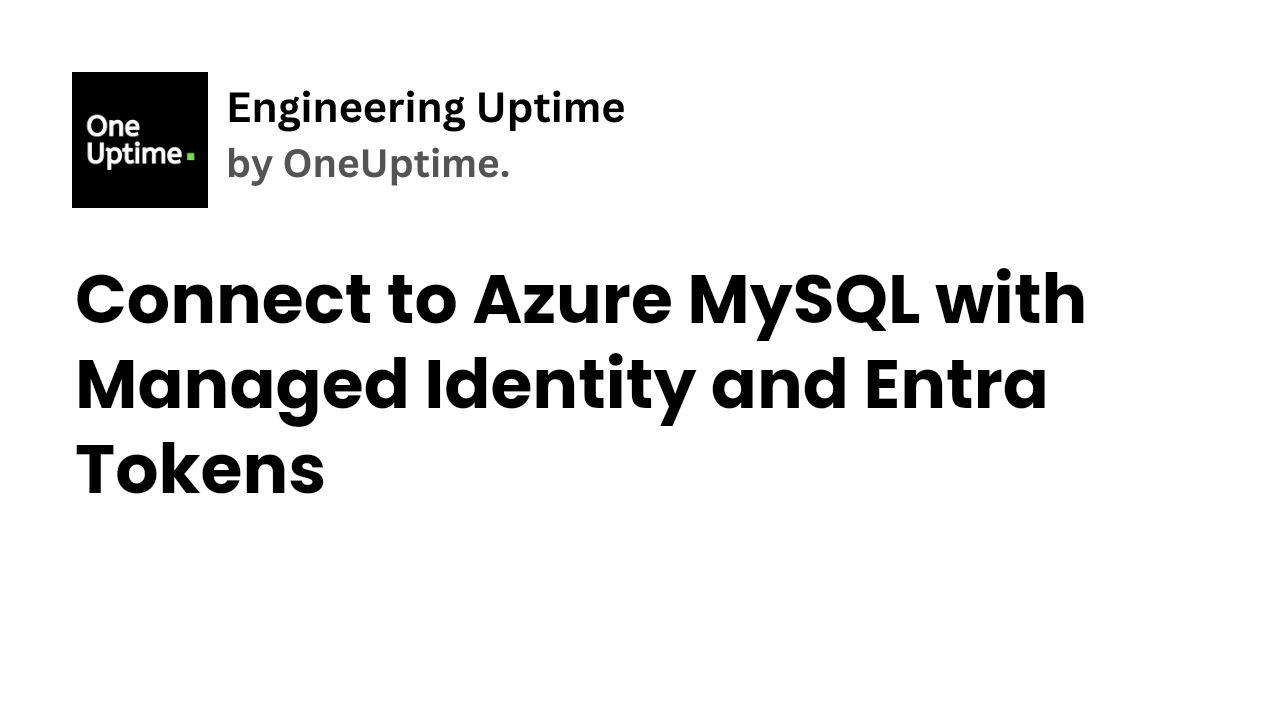 One
Uptime
Engineering Uptime
by OneUptime.
Connect to Azure MySQL with
Managed Identity and Entra
Tokens